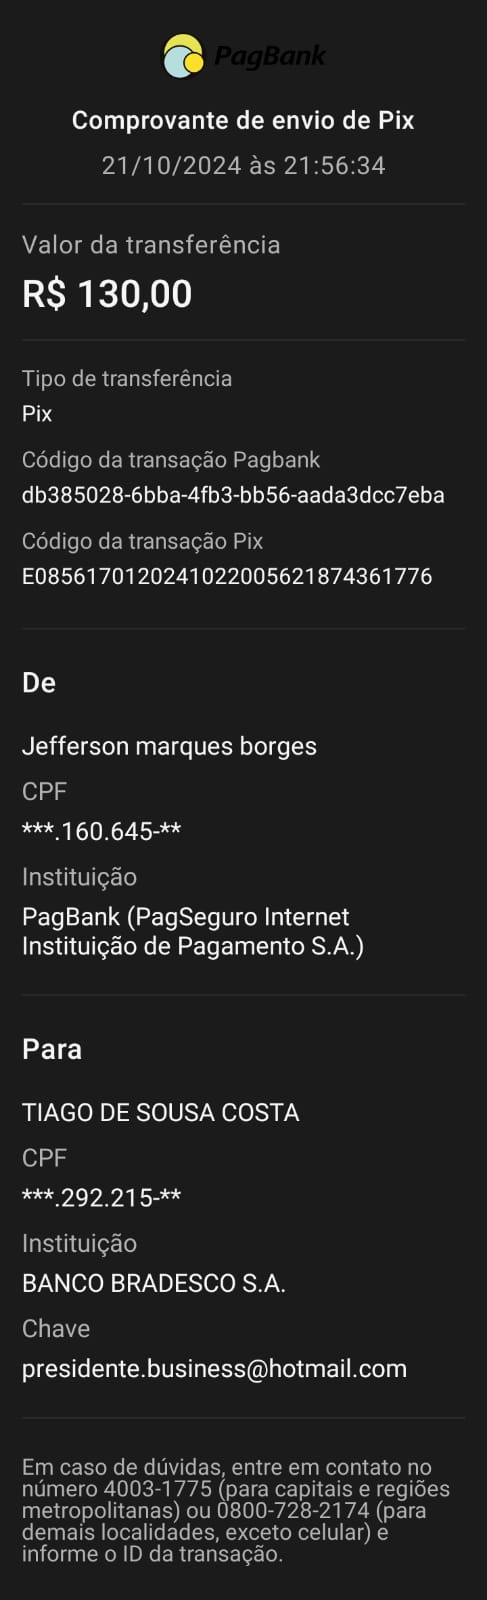 PagBank
Comprovante de envio de Pix
21/10/2024 às 21:56:34
Valor da transferência
R$ 130,00
Tipo de transferência
Pix
Código da transação Pagbank
db385028-6bba-4fb3-bb56-aada3dcc7eba
Código da transação Pix
E08561701202410222005621874361776
De
Jefferson marques borges
CPF
***.160.645-**
Instituição
PagBank (PagSeguro Internet
Instituição de Pagamento S.A.)
Para
TIAGO DE SOUSA COSTA
CPF
***.292.215-**
Instituição
BANCO BRADESCO S.A.
Chave
presidente.business@hotmail.com
Em caso de dúvidas, entre em contato no
número 4003-1775 (para capitais e regiões
metropolitanas) ou 0800-728-2174 (para
demais localidades, exceto celular) e
informe o ID da transação.